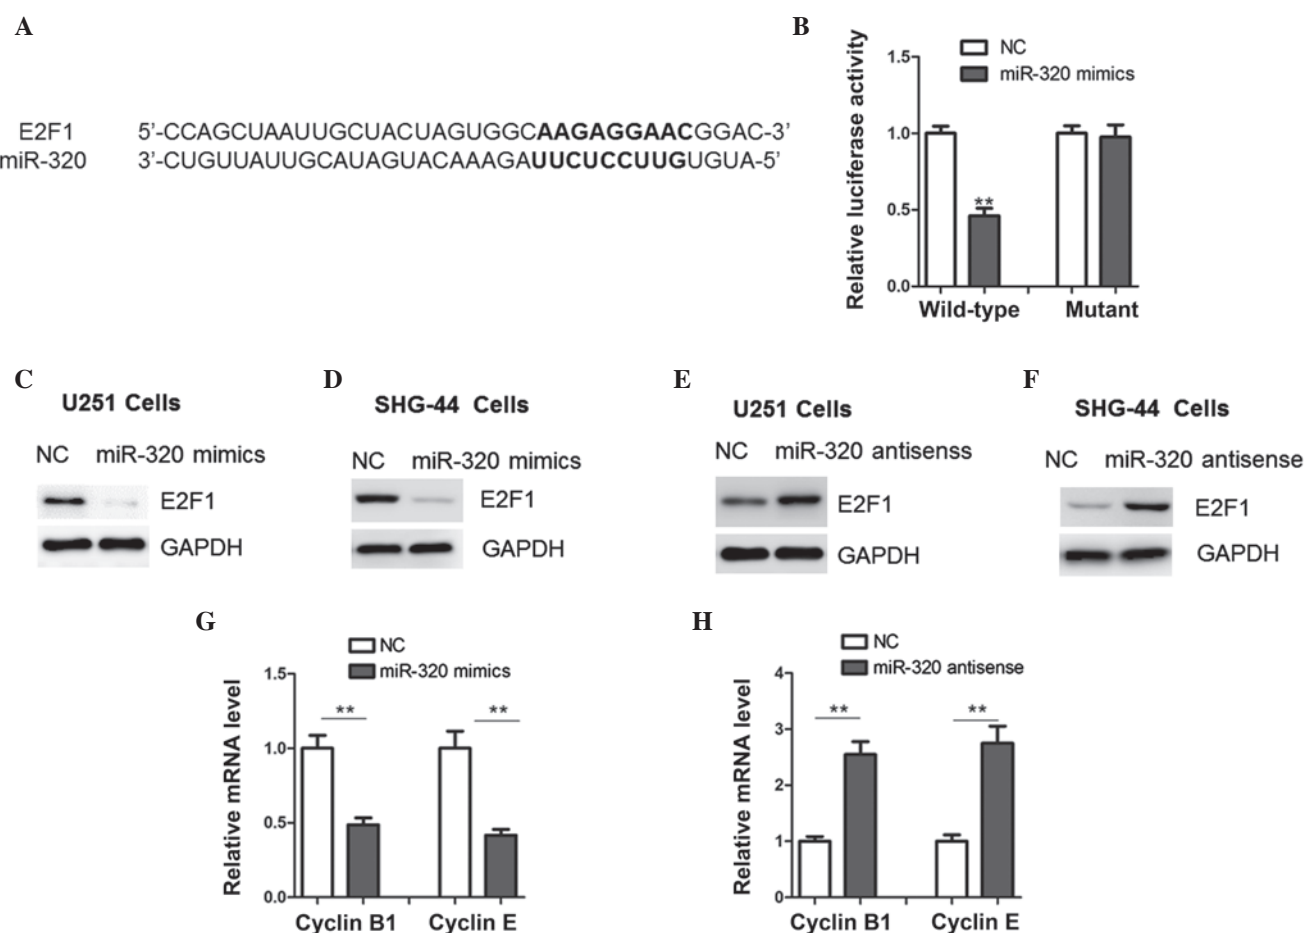 A
E2F1 5'-CCAGCUAAUUGCUACUAGUGGCAAGAGGAACGGAC-3'
miR-320 3'-CUGUUAUUGCAUAGUACAAAGAUUCUCCUUGUGUA-5'
B
NC
miR-320 mimics
Relative luciferase activity
1.5
1.0
0.5
0.0
**
Wild-type Mutant
C
U251 Cells
NC miR-320 mimics
E2F1
GAPDH
D
SHG-44 Cells
NC miR-320 mimics
E2F1
GAPDH
E
U251 Cells
NC miR-320 antisenss
E2F1
GAPDH
F
SHG-44 Cells
NC miR-320 antisense
E2F1
GAPDH
G
NC
miR-320 mimics
Relative mRNA level
1.5
1.0
0.5
0.0
** **
Cyclin B1 Cyclin E
H
NC
miR-320 antisense
Relative mRNA level
4
3
2
1
0
** **
Cyclin B1 Cyclin E